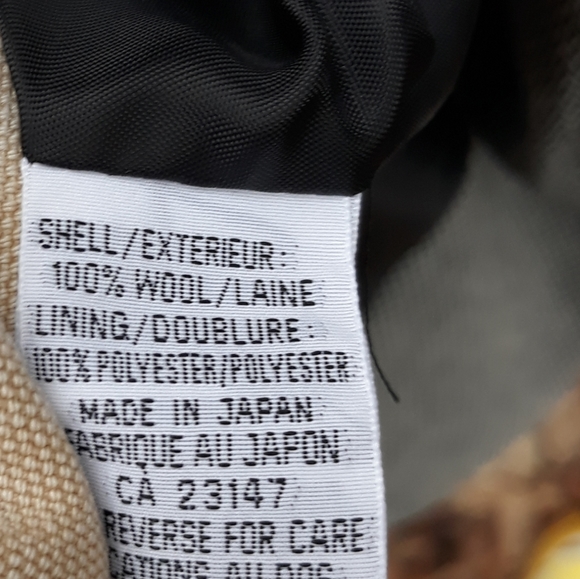 SHELL/EXTERIEUR:
100% WOOL/LAINE
LINING/DOUBLURE:
100% POLYESTER/POLYESTER
MADE IN JAPAN
FABRIQUE AU JAPON
CA 23147
REVERSE FOR CARE
AU